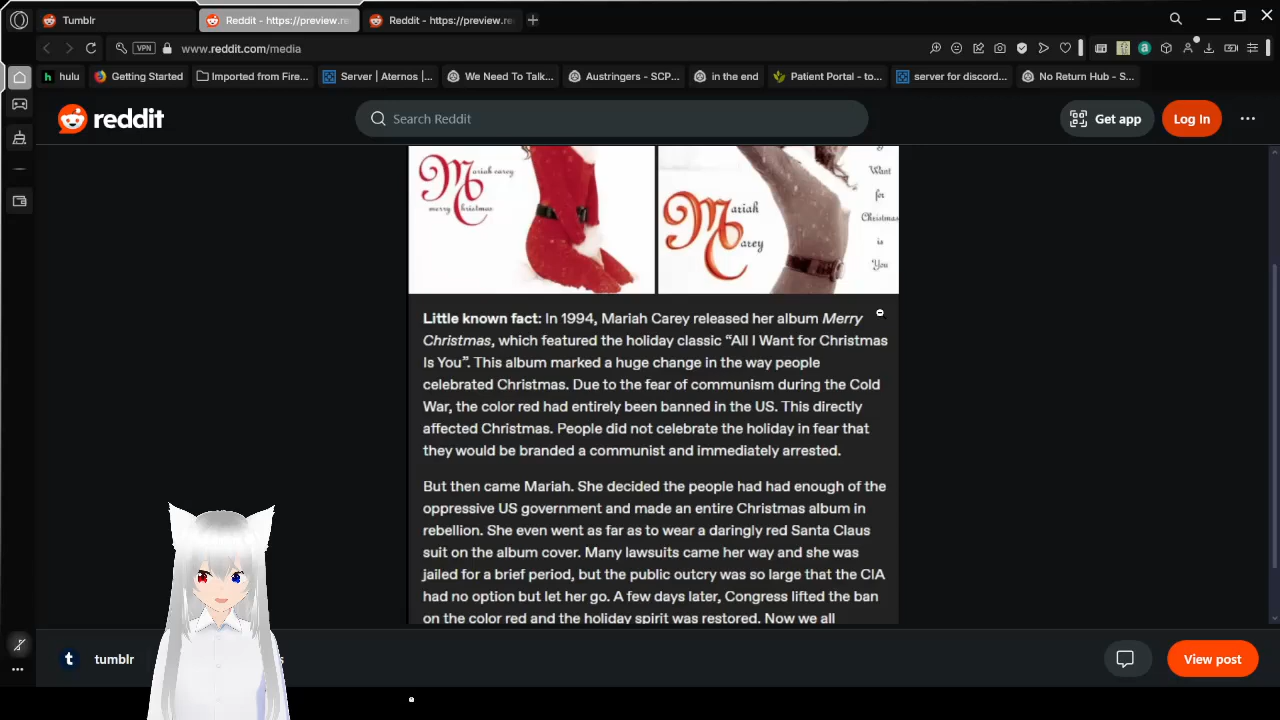 Tumblr
Reddit - https://preview.re
Reddit - https://preview.re
VPN
www.reddit.com/media
hulu
Getting Started
Imported from Fire...
Server | Aternos |...
We Need To Talk...
Austringers - SCP...
in the end
Patient Portal - to...
server for discord...
No Return Hub - S...
reddit
Search Reddit
Get app
Log In
Mariah carey
merry Christmas
Mariah
Carey
Want
for
Christmas
is
You
Little known fact: In 1994, Mariah Carey released her album Merry
Christmas, which featured the holiday classic “All I Want for Christmas
Is You”. This album marked a huge change in the way people
celebrated Christmas. Due to the fear of communism during the Cold
War, the color red had entirely been banned in the US. This directly
affected Christmas. People did not celebrate the holiday in fear that
they would be branded a communist and immediately arrested.
But then came Mariah. She decided the people had had enough of the
oppressive US government and made an entire Christmas album in
rebellion. She even went as far as to wear a daringly red Santa Claus
suit on the album cover. Many lawsuits came her way and she was
jailed for a brief period, but the public outcry was so large that the CIA
had no option but let her go. A few days later, Congress lifted the ban
on the color red and the holiday spirit was restored. Now we all
tumblr
View post